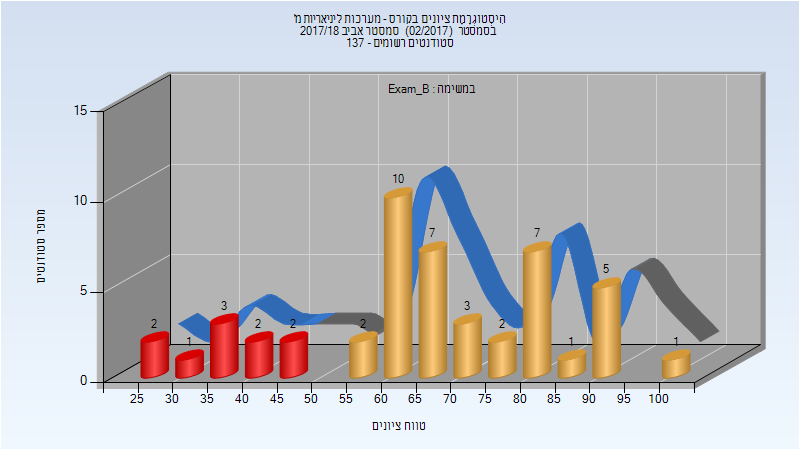 היסטוגרמת ציונים בקורס - מערכות ליניאריות מ'
בסמסטר (02/2017) סמסטר אביב 2017/18
סטודנטים רשומים - 137
במשימה : Exam_B
מספר סטודנטים
15
10
5
0
2
1
3
2
2
2
10
7
3
2
7
1
5
1
25 30 35 40 45 50 55 60 65 70 75 80 85 90 95 100
טווח ציונים